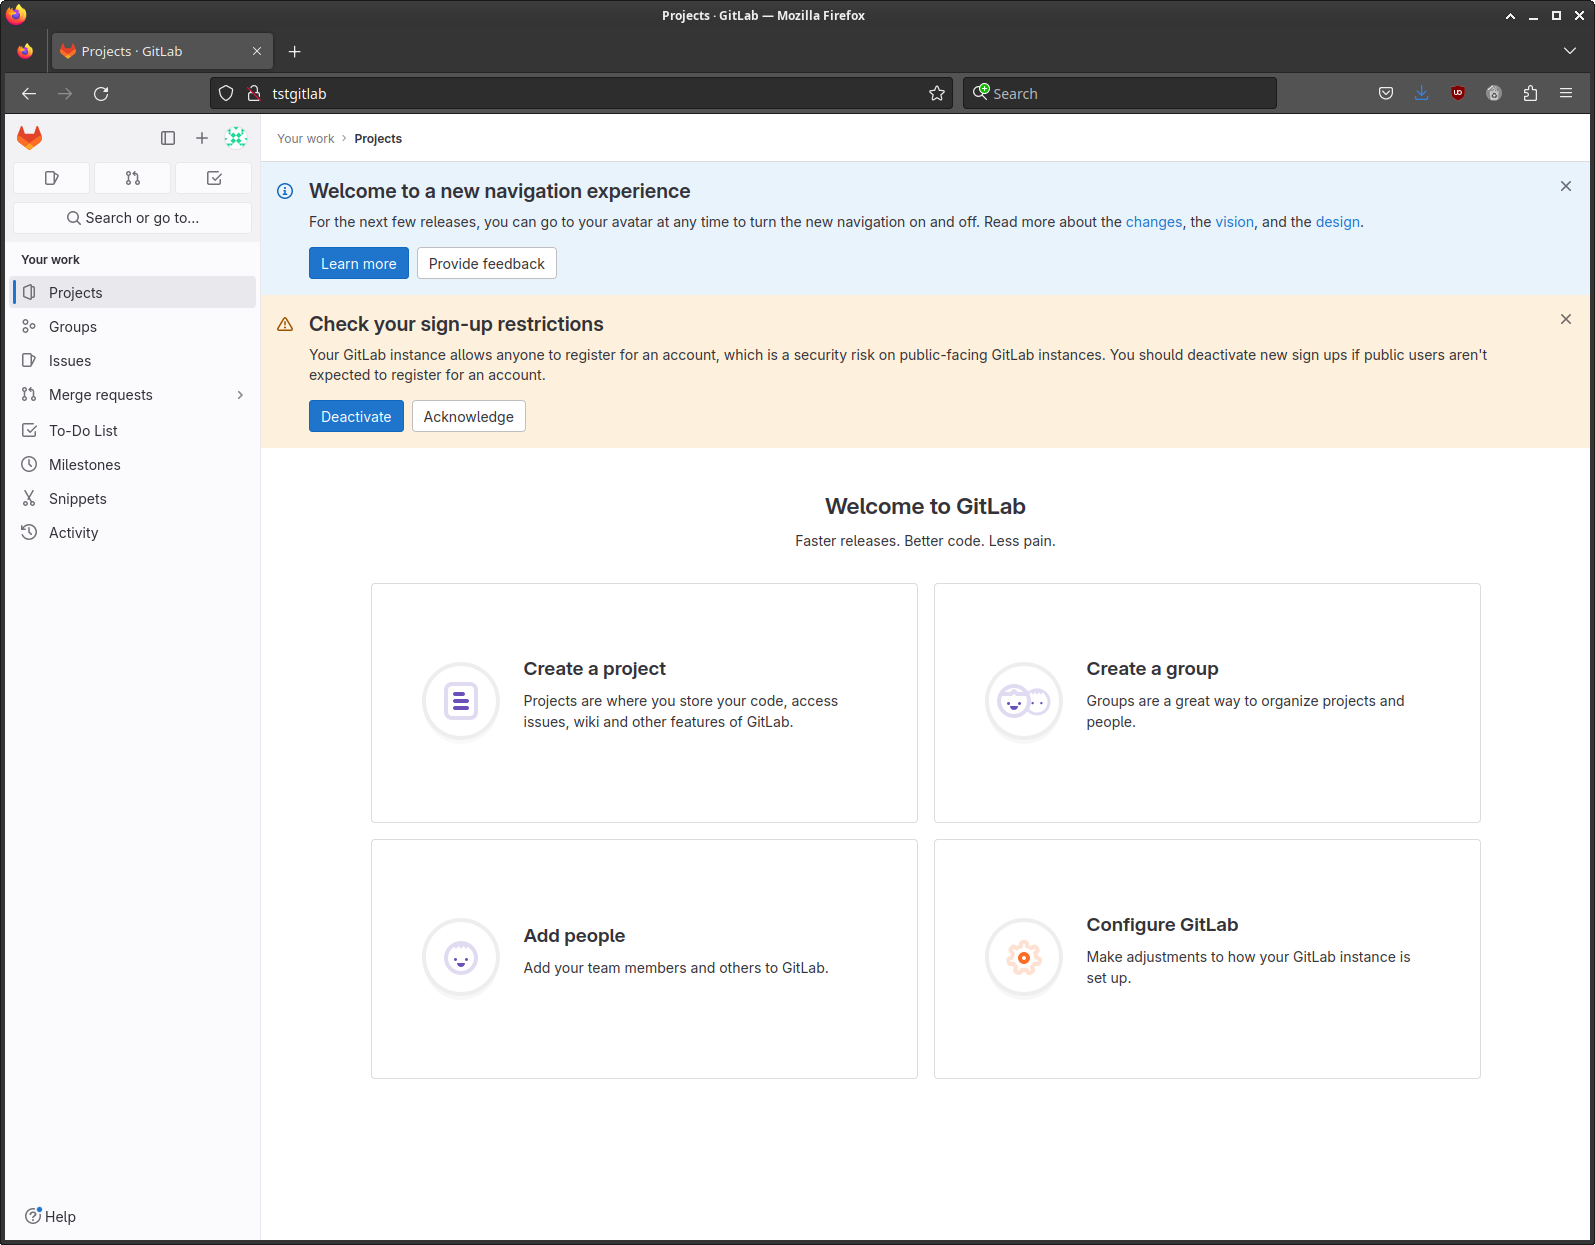 Projects · GitLab — Mozilla Firefox
Projects · GitLab
tstgitlab
Search
Your work › Projects
Search or go to...
Your work
Projects
Groups
Issues
Merge requests
To-Do List
Milestones
Snippets
Activity
Help
Welcome to a new navigation experience
For the next few releases, you can go to your avatar at any time to turn the new navigation on and off. Read more about the changes, the vision, and the design.
Learn more
Provide feedback
Check your sign-up restrictions
Your GitLab instance allows anyone to register for an account, which is a security risk on public-facing GitLab instances. You should deactivate new sign ups if public users aren't
expected to register for an account.
Deactivate
Acknowledge
Welcome to GitLab
Faster releases. Better code. Less pain.
Create a project
Projects are where you store your code, access
issues, wiki and other features of GitLab.
Create a group
Groups are a great way to organize projects and
people.
Add people
Add your team members and others to GitLab.
Configure GitLab
Make adjustments to how your GitLab instance is
set up.